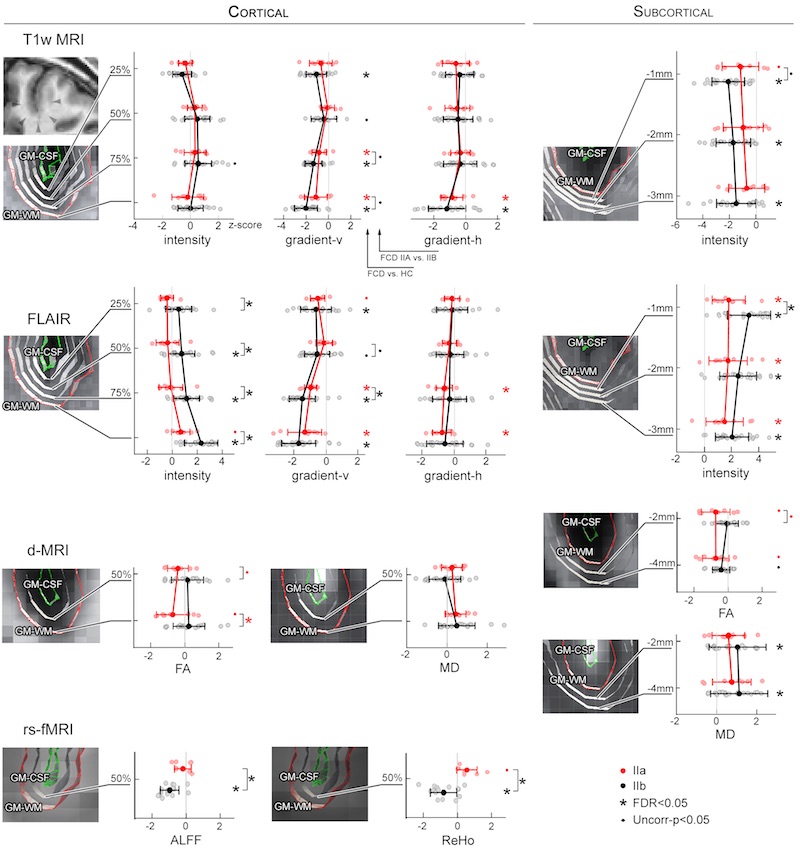 CORTICAL
SUBCORTICAL
T1w MRI
25%
50%
75%
GM-CSF
GM-WM
-4 -2 0 2 4
intensity
z-score
-4 -2 0 2
gradient-v
-2 0 2
gradient-h
FCD IIA vs. IIB
FCD vs. HC
-1mm
-2mm
-3mm
GM-CSF
GM-WM
-5 0 5
intensity
FLAIR
25%
50%
75%
GM-CSF
GM-WM
-2 0 2 4
intensity
-2 0 2
gradient-v
-2 0 2
gradient-h
-1mm
-2mm
-3mm
GM-CSF
GM-WM
-2 0 2 4
intensity
d-MRI
50%
GM-CSF
GM-WM
-2 0 2
FA
50%
GM-CSF
GM-WM
-2 0 2
MD
-2mm
-4mm
GM-CSF
GM-WM
-2 0 2
FA
-2mm
-4mm
GM-CSF
GM-WM
-2 0 2
MD
rs-fMRI
50%
GM-CSF
GM-WM
-2 0 2
ALFF
50%
GM-CSF
GM-WM
-2 0 2
ReHo
IIa
IIb
* FDR<0.05
• Uncorr-p<0.05